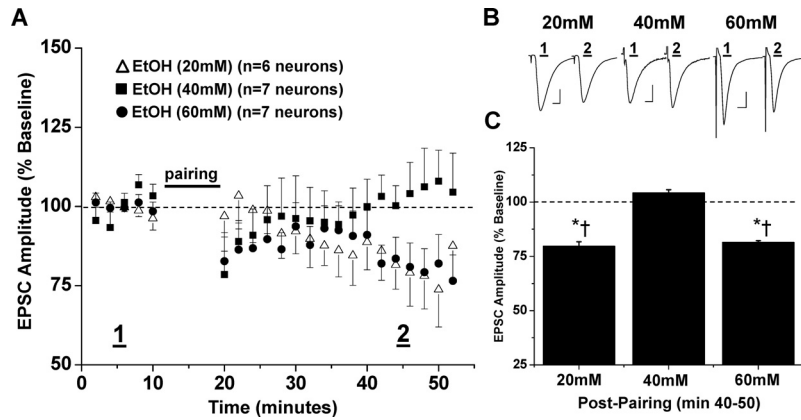 A
EPSC Amplitude (% Baseline)
150
125
100
75
50
EtOH (20mM) (n=6 neurons)
EtOH (40mM) (n=7 neurons)
EtOH (60mM) (n=7 neurons)
pairing
1
2
0 10 20 30 40 50
Time (minutes)
B
20mM 40mM 60mM
1 2 1 2 1 2
C
EPSC Amplitude (% Baseline)
125
100
75
50
25
*† *†
20mM 40mM 60mM
Post-Pairing (min 40-50)